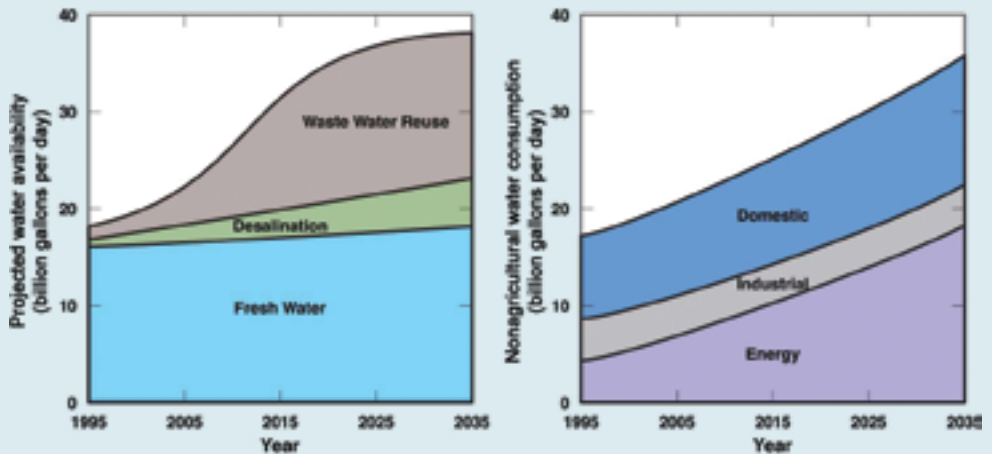 Projected water availability
(billion gallons per day)
40
30
20
10
0
Waste Water Reuse
Desalination
Fresh Water
1995 2005 2015 2025 2035
Year
Nonagricultural water consumption
(billion gallons per day)
40
30
20
10
0
Domestic
Industrial
Energy
1995 2005 2015 2025 2035
Year